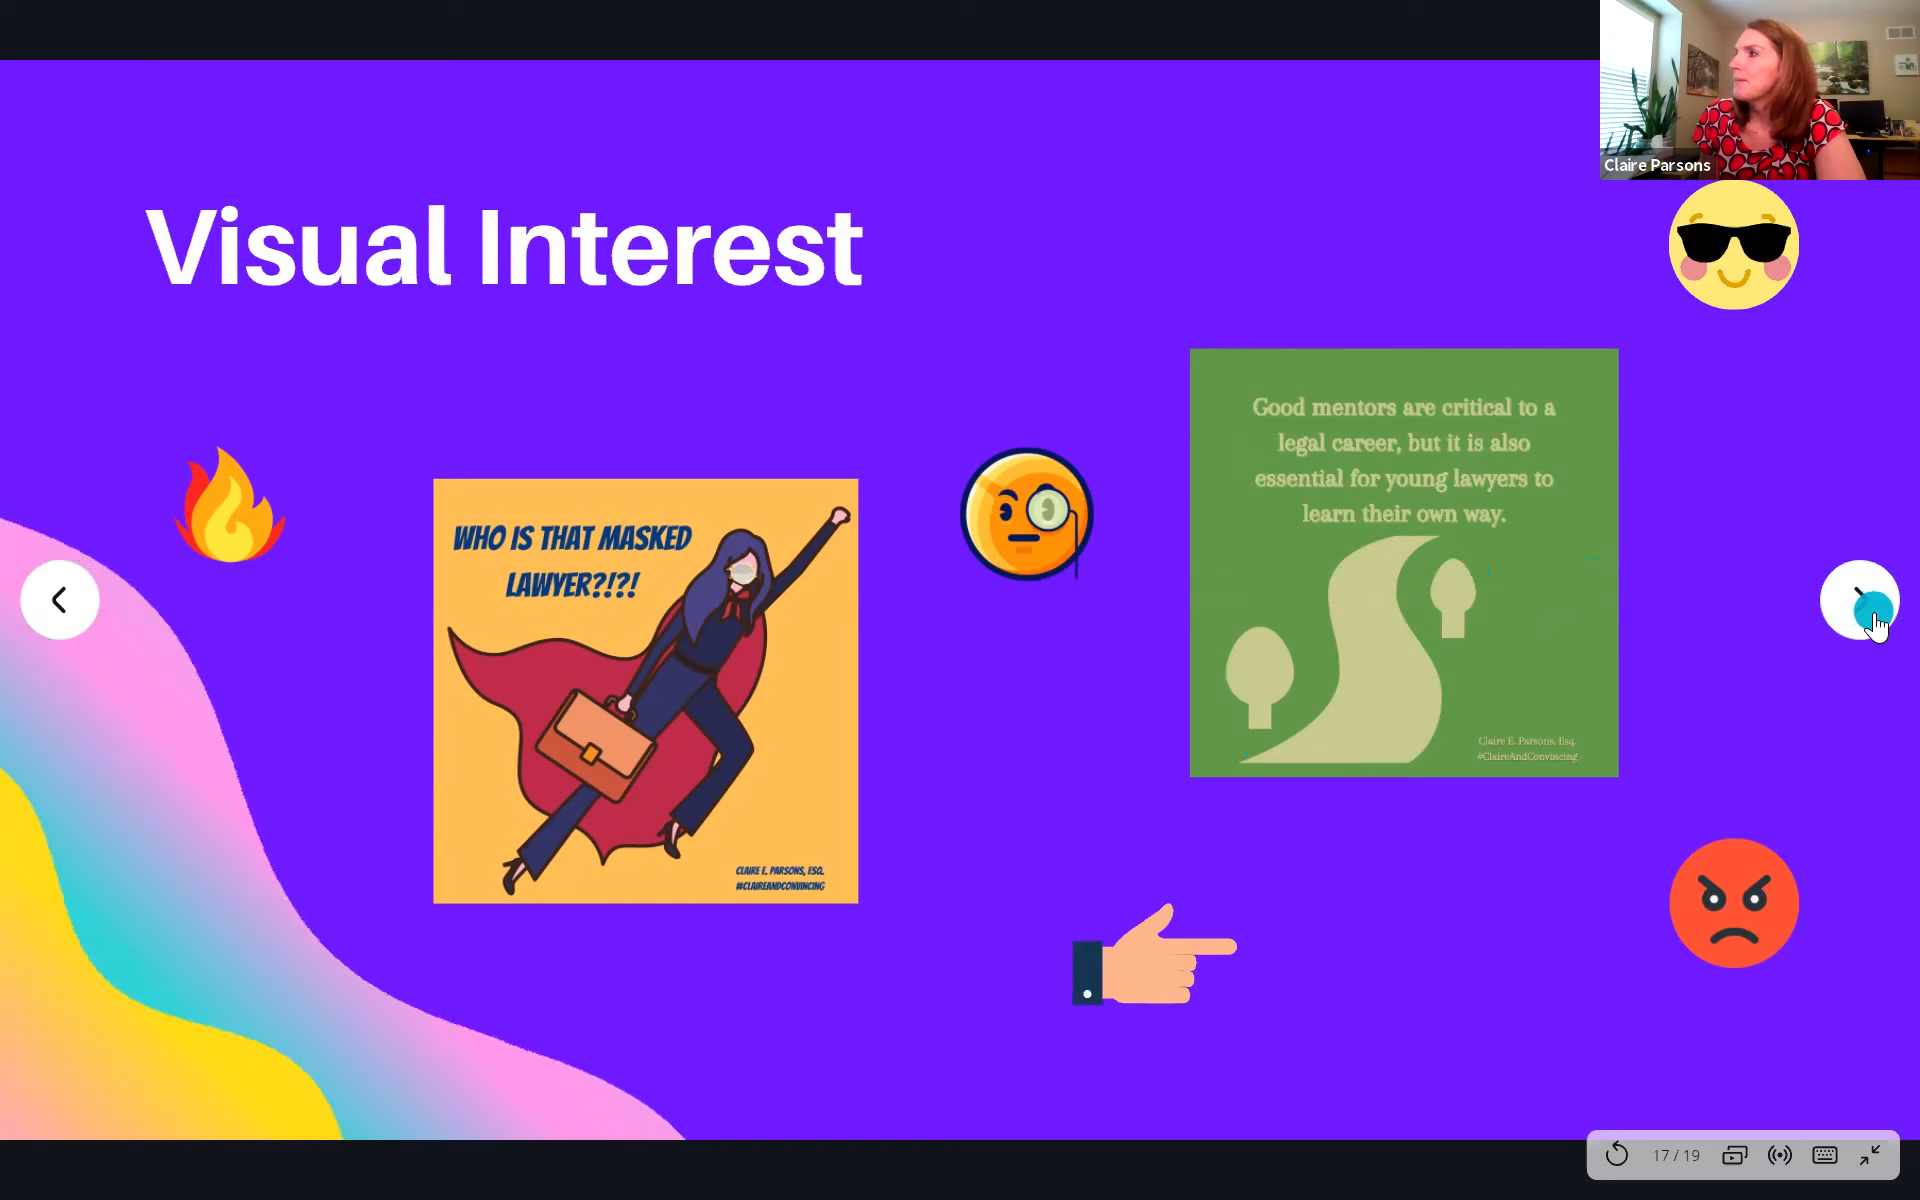 Claire Parsons
Visual Interest
WHO IS THAT MASKED
LAWYER?!?!
CLAIRE E. PARSONS, ESQ.
#CLAIREANDCONVINCING
Good mentors are critical to a
legal career, but it is also
essential for young lawyers to
learn their own way.
Claire E. Parsons, Esq.
#ClaireAndConvincing
17 / 19